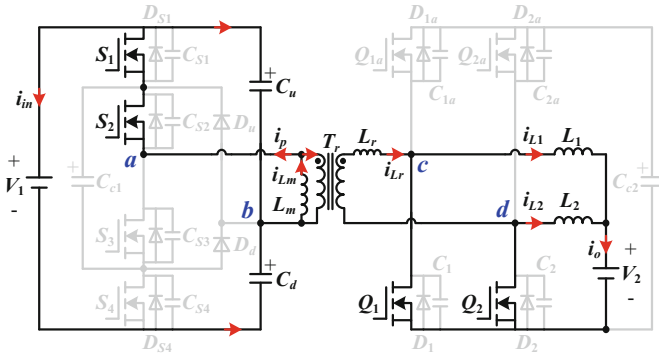 D_S1 D_1a D_2a
S_1 C_S1 Q_1a Q_2a
i_in + C_u C_1a C_2a
S_2 C_S2 D_u
a i_p T_r L_r i_L1 L_1
+ V_1 - + C_c1 i_Lm i_Lr c + C_c2
b L_m d i_L2 L_2
S_3 C_S3 D_d i_o +
+ C_d C_1 C_2 V_2
S_4 C_S4 Q_1 Q_2 -
D_S4 D_1 D_2